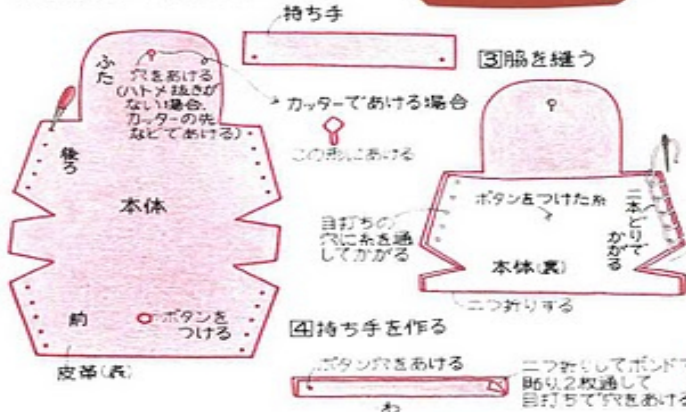 持ち手
ふた
穴をあける
(ハトメ抜きが
ない場合、
カッターの先
などであける)
カッターであける場合
この形にあける
後ろ
本体
前
ボタンを
つける
皮革(表)
3脇を縫う
ボタンをつけた糸
目打ちの
穴に糸を通
してかがる
二本どりで
かがる
本体(裏)
二つ折りする
4持ち手を作る
ボタン穴をあける
わ
二つ折りしてボンドで
貼り、2枚通して
目打ちで穴をあける